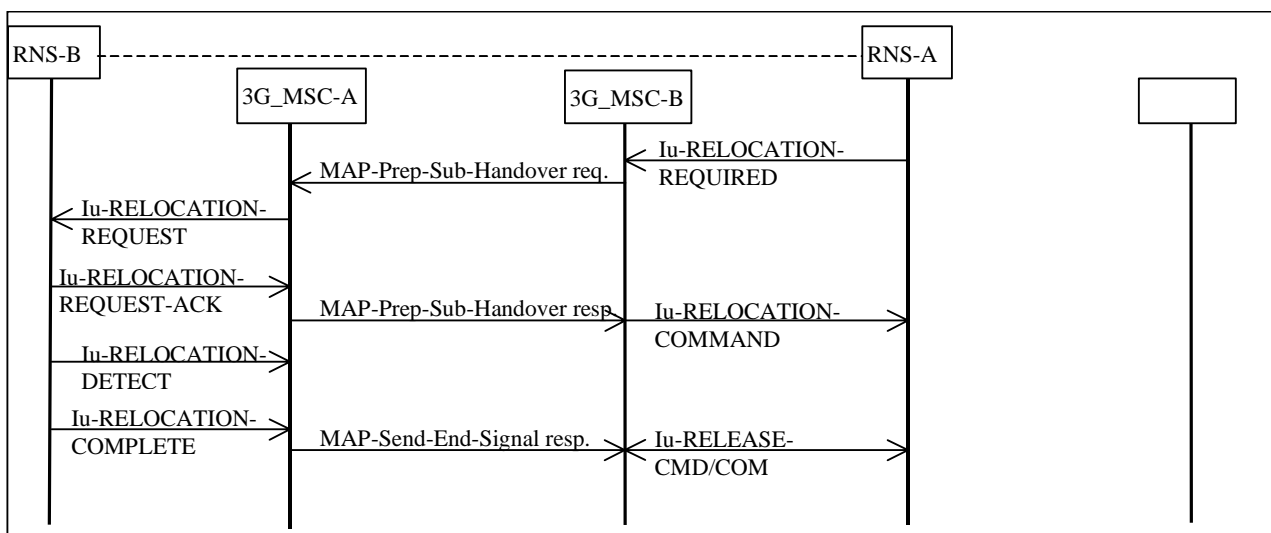 RNS-B
RNS-A
3G_MSC-A
3G_MSC-B
Iu-RELOCATION-
REQUIRED
MAP-Prep-Sub-Handover req.
Iu-RELOCATION-
REQUEST
Iu-RELOCATION-
REQUEST-ACK
MAP-Prep-Sub-Handover resp
Iu-RELOCATION-
COMMAND
Iu-RELOCATION-
DETECT
Iu-RELOCATION-
COMPLETE
MAP-Send-End-Signal resp.
Iu-RELEASE-
CMD/COM